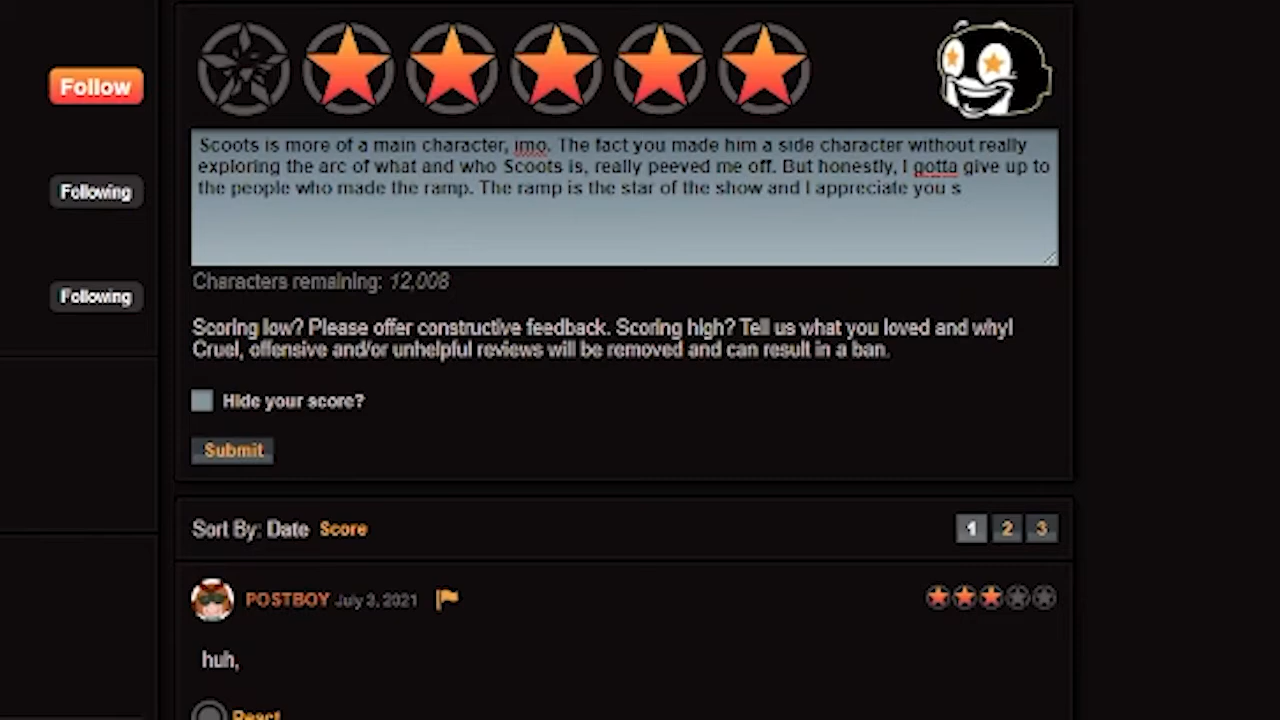 Follow
Following
Following
Scoots is more of a main character, imo. The fact you made him a side character without really
exploring the arc of what and who Scoots is, really peeved me off. But honestly, I gotta give up to
the people who made the ramp. The ramp is the star of the show and I appreciate you s
Characters remaining: 12,008
Scoring low? Please offer constructive feedback. Scoring high? Tell us what you loved and why!
Cruel, offensive and/or unhelpful reviews will be removed and can result in a ban.
Hide your score?
Submit
Sort By: Date Score
1 2 3
POSTBOY July 3, 2021
huh,
React